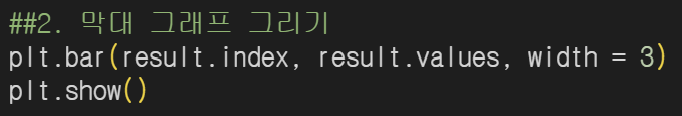 ##2. 막대 그래프 그리기
plt.bar(result.index, result.values, width = 3)
plt.show()